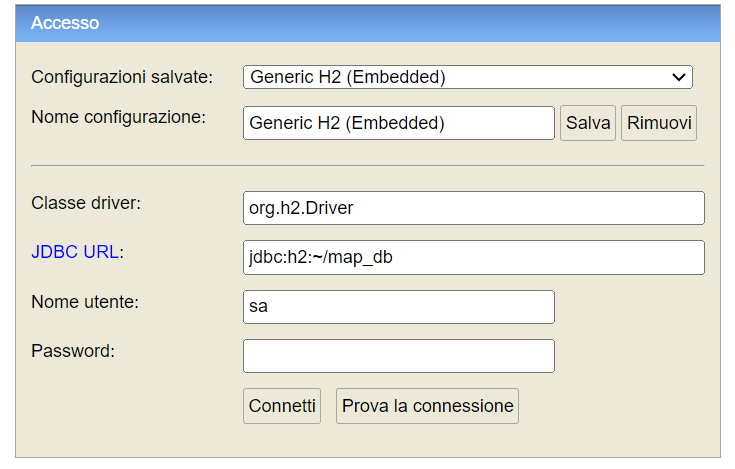 Accesso
Configurazioni salvate: Generic H2 (Embedded)
Nome configurazione: Generic H2 (Embedded) Salva Rimuovi
Classe driver: org.h2.Driver
JDBC URL: jdbc:h2:~/map_db
Nome utente: sa
Password:
Connetti Prova la connessione